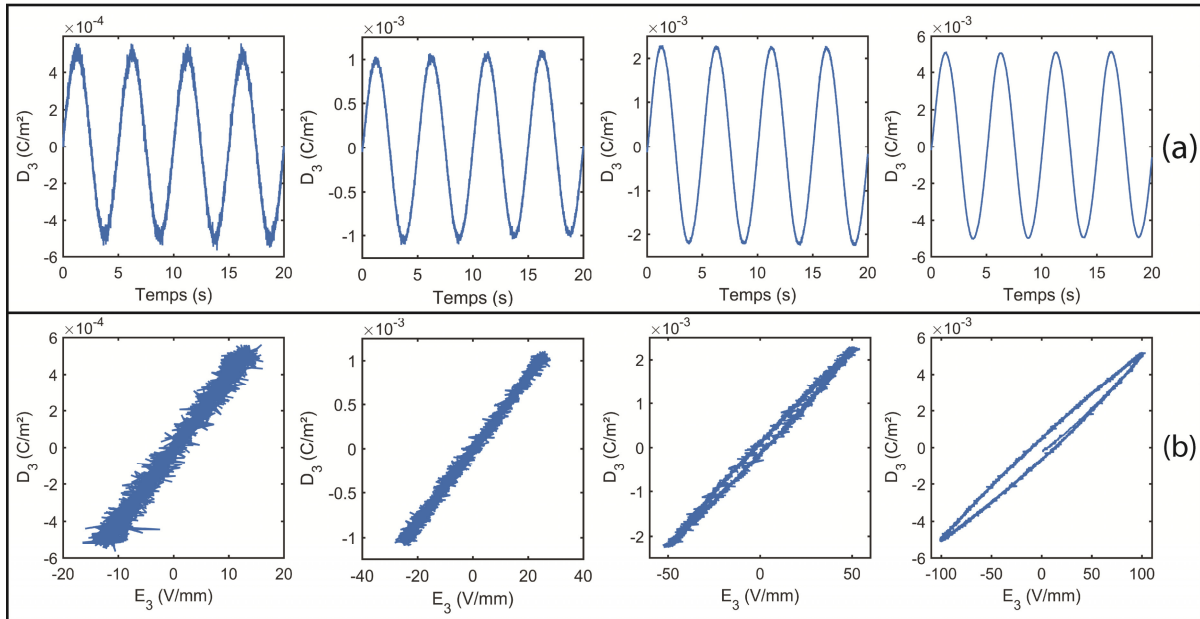 ×10⁻⁴
6
4
2
0
-2
-4
-6
D₃ (C/m²)
0 5 10 15 20
Temps (s)
×10⁻³
1
0.5
0
-0.5
-1
D₃ (C/m²)
0 5 10 15 20
Temps (s)
×10⁻³
2
1
0
-1
-2
D₃ (C/m²)
0 5 10 15 20
Temps (s)
×10⁻³
6
4
2
0
-2
-4
-6
D₃ (C/m²)
0 5 10 15 20
Temps (s)
(a)
×10⁻⁴
6
4
2
0
-2
-4
-6
D₃ (C/m²)
-20 -10 0 10 20
E₃ (V/mm)
×10⁻³
1
0.5
0
-0.5
-1
D₃ (C/m²)
-40 -20 0 20 40
E₃ (V/mm)
×10⁻³
2
1
0
-1
-2
D₃ (C/m²)
-50 0 50
E₃ (V/mm)
×10⁻³
6
4
2
0
-2
-4
-6
D₃ (C/m²)
-100 -50 0 50 100
E₃ (V/mm)
(b)